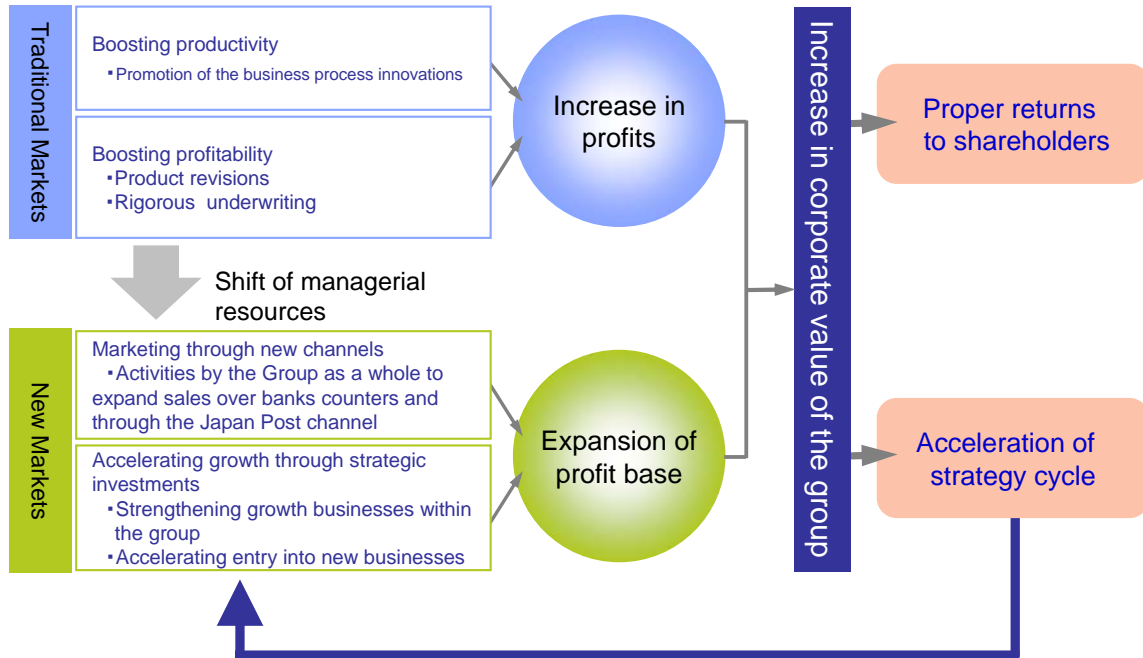 Traditional Markets
Boosting productivity
・Promotion of the business process innovations
Boosting profitability
・Product revisions
・Rigorous underwriting
Increase in
profits
Shift of managerial
resources
New Markets
Marketing through new channels
・Activities by the Group as a whole to
expand sales over banks counters and
through the Japan Post channel
Accelerating growth through strategic
investments
・Strengthening growth businesses within
the group
・Accelerating entry into new businesses
Expansion of
profit base
Increase in corporate value of the group
Proper returns
to shareholders
Acceleration of
strategy cycle